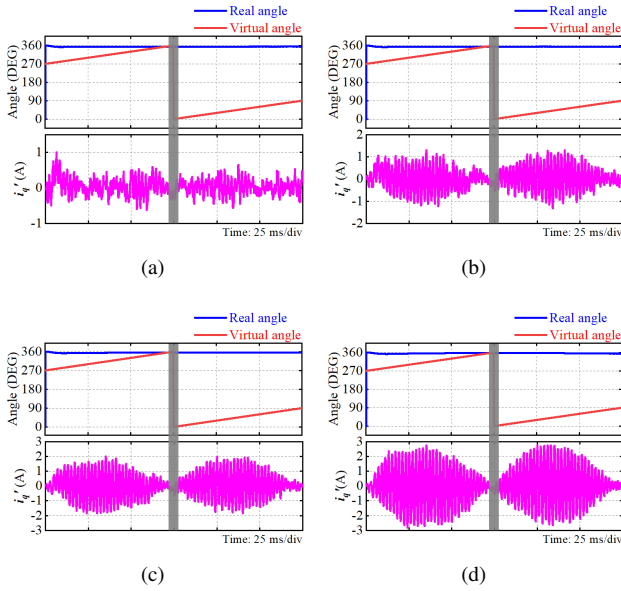 Real angle
Virtual angle
Real angle
Virtual angle
Angle (DEG)
360
270
180
90
0
Angle (DEG)
360
270
180
90
0
i_q' (A)
1
0
-1
i_q' (A)
2
1
0
-1
-2
Time: 25 ms/div
Time: 25 ms/div
(a)
(b)
Real angle
Virtual angle
Real angle
Virtual angle
Angle (DEG)
360
270
180
90
0
Angle (DEG)
360
270
180
90
0
i_q' (A)
3
2
1
0
-1
-2
-3
i_q'(A)
3
2
1
0
-1
-2
-3
Time: 25 ms/div
Time: 25 ms/div
(c)
(d)